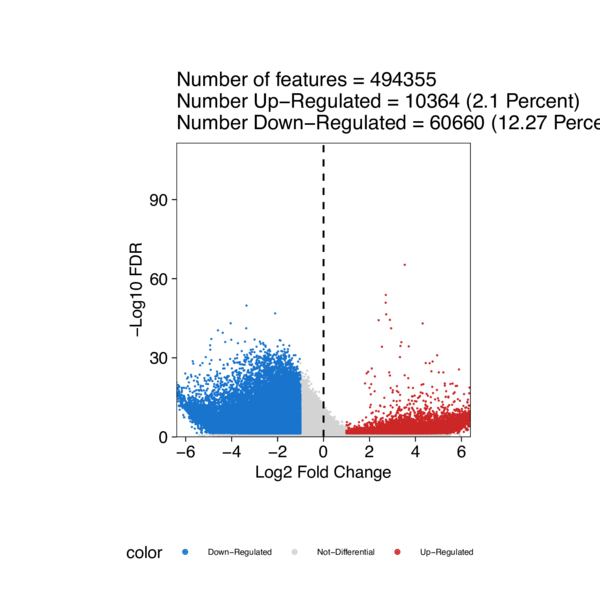 Number of features = 494355
Number Up−Regulated = 10364 (2.1 Percent)
Number Down−Regulated = 60660 (12.27 Perce
−Log10 FDR
90
60
30
0
−6 −4 −2 0 2 4 6
Log2 Fold Change
color Down−Regulated Not−Differential Up−Regulated